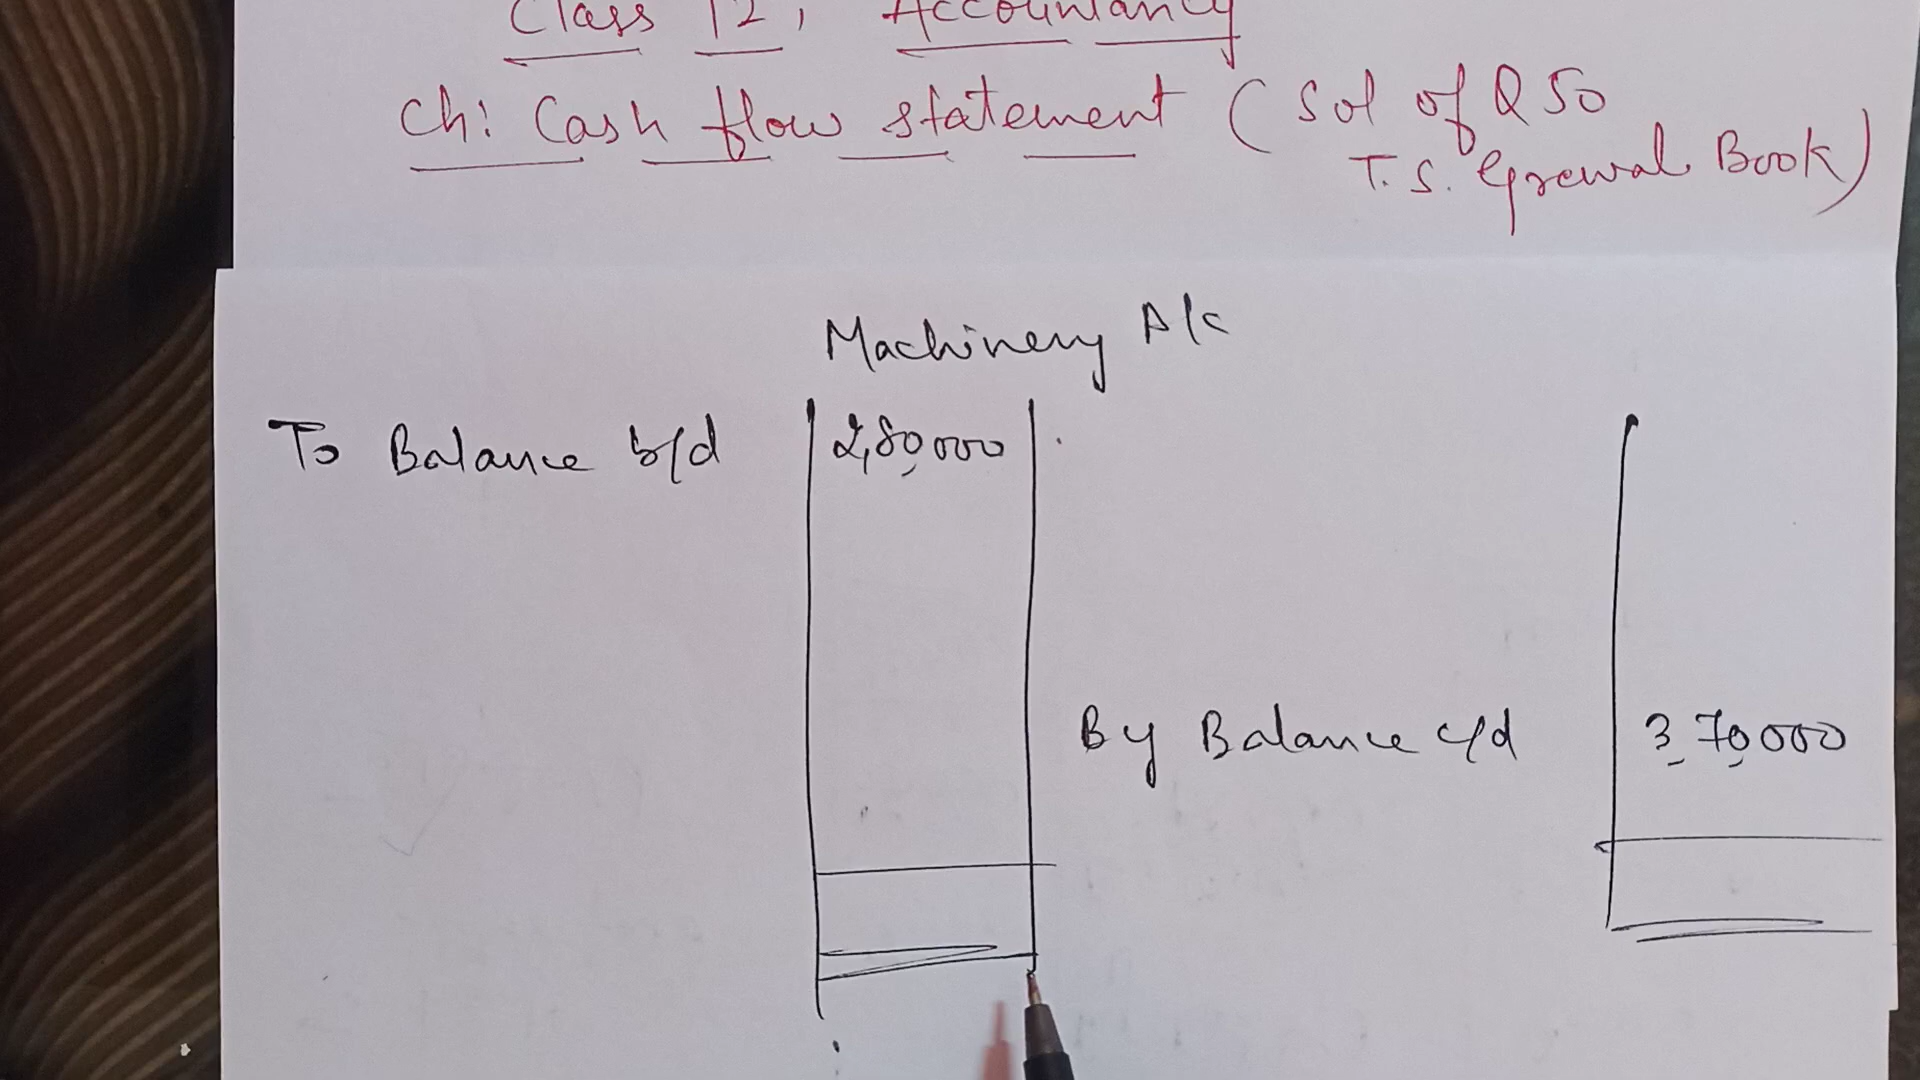 Class 12, Accountancy
Ch: Cash flow statement (Sol of Q 50
T.S. Grewal Book)
Machinery A/c
To Balance b/d 2,80,000
By Balance c/d 3,70,000